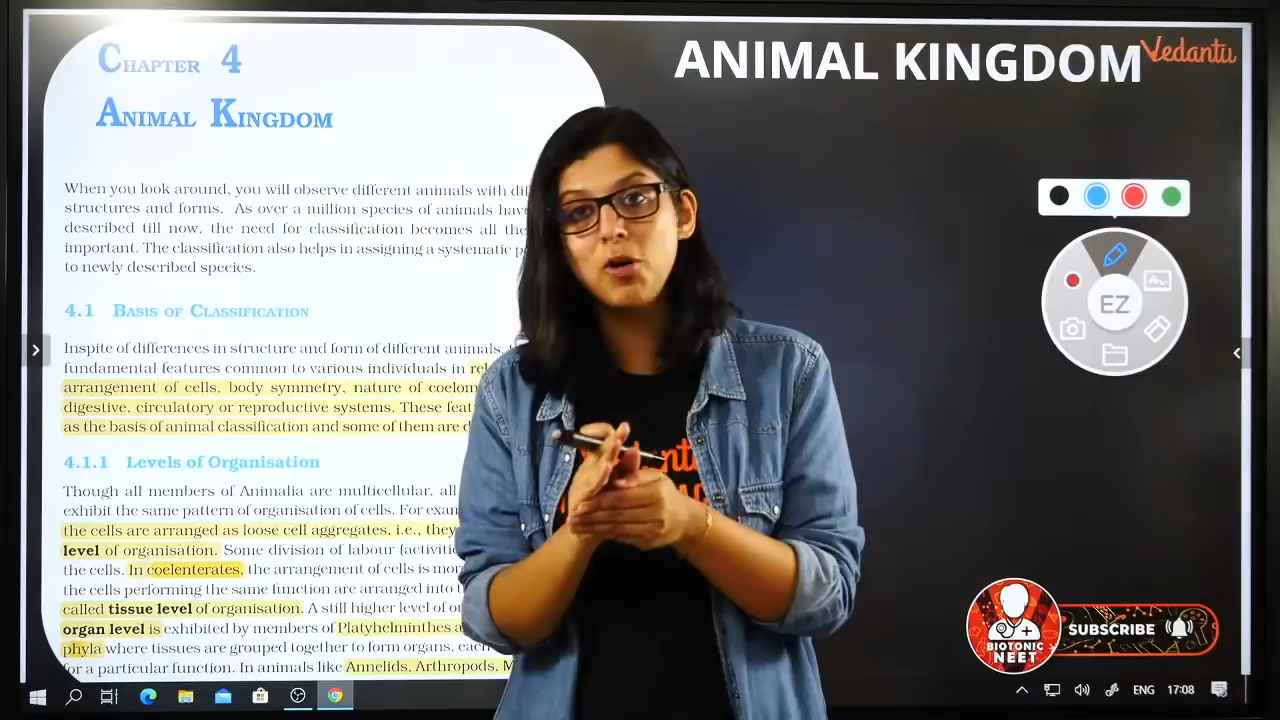 CHAPTER 4
ANIMAL KINGDOM
ANIMAL KINGDOM
Vedantu
When you look around, you will observe different animals with
structures and forms. As over a million species of animals
described till now, the need for classification becomes all
important. The classification also helps in assigning a systematic
to newly described species.
4.1 BASIS OF CLASSIFICATION
Inspite of differences in structure and form of different animals,
fundamental features common to various individuals in
arrangement of cells, body symmetry, nature of
digestive, circulatory or reproductive systems. These
as the basis of animal classification and some of them are
4.1.1 Levels of Organisation
Though all members of Animalia are multicellular, all
exhibit the same pattern of organisation of cells. For
the cells are arranged as loose cell aggregates, i.e., they
level of organisation. Some division of labour
the cells. In coelenterates, the arrangement of cells is
the cells performing the same function are arranged into
called tissue level of organisation. A still higher level of
organ level is exhibited by members of Platyhelminthes
phyla where tissues are grouped together to form organs, each
for a particular function. In animals like Annelids, Arthropods,
EZ
BIOTONIC
NEET
SUBSCRIBE
ENG 17:08